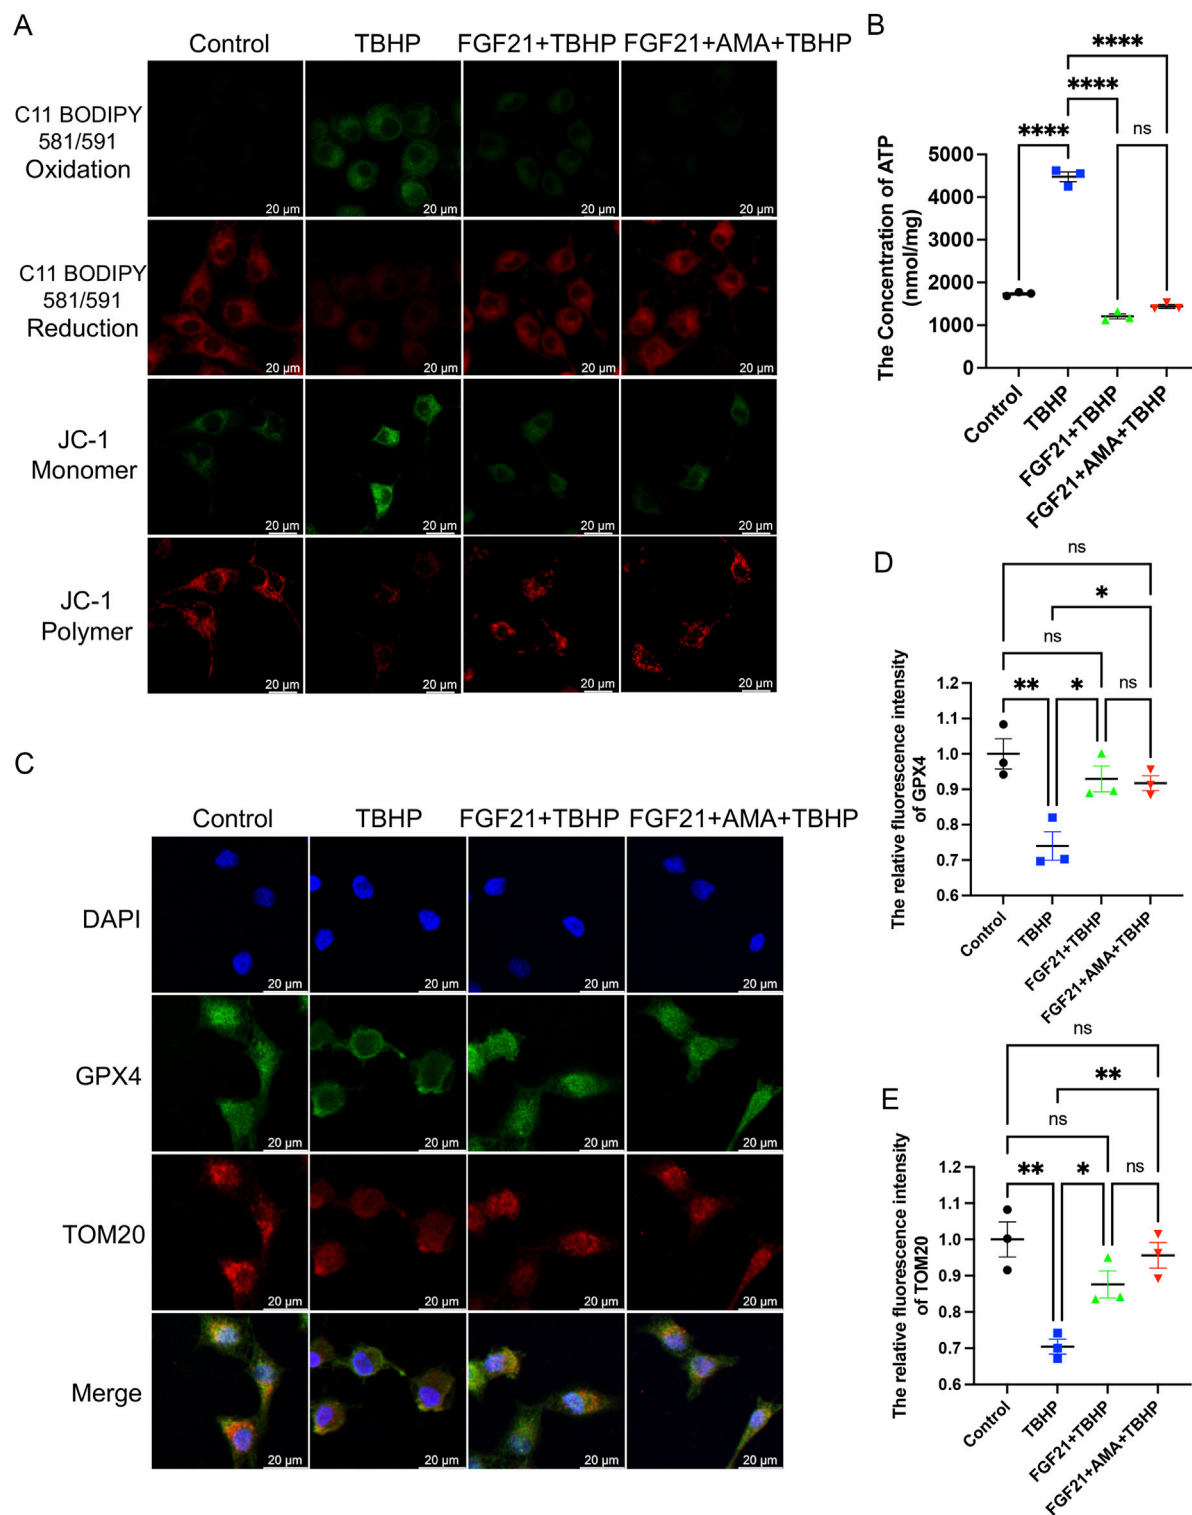 A
Control TBHP FGF21+TBHP FGF21+AMA+TBHP
C11 BODIPY
581/591
Oxidation
20 μm 20 μm 20 μm 20 μm
C11 BODIPY
581/591
Reduction
20 μm 20 μm 20 μm 20 μm
JC-1
Monomer
20 μm 20 μm 20 μm 20 μm
JC-1
Polymer
20 μm 20 μm 20 μm 20 μm
B
****
****
**** ns
The Concentration of ATP
(nmol/mg)
5000
4000
3000
2000
1000
0
Control
TBHP
FGF21+TBHP
FGF21+AMA+TBHP
C
Control TBHP FGF21+TBHP FGF21+AMA+TBHP
DAPI
20 μm 20 μm 20 μm 20 μm
GPX4
20 μm 20 μm 20 μm 20 μm
TOM20
20 μm 20 μm 20 μm 20 μm
Merge
20 μm 20 μm 20 μm 20 μm
D
ns
*
ns
** * ns
The relative fluorescence intensity
of GPX4
1.2
1.1
1.0
0.9
0.8
0.7
0.6
Control
TBHP
FGF21+TBHP
FGF21+AMA+TBHP
E
ns
**
ns
** * ns
The relative fluorescence intensity
of TOM20
1.2
1.1
1.0
0.9
0.8
0.7
0.6
Control
TBHP
FGF21+TBHP
FGF21+AMA+TBHP